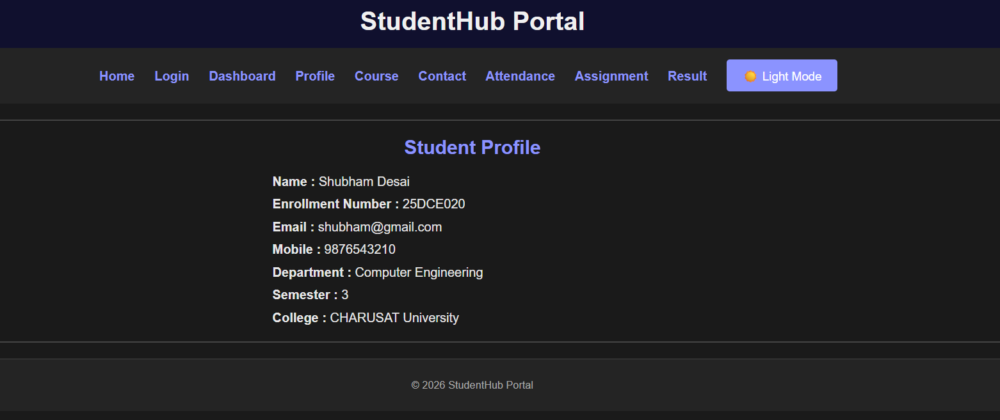 StudentHub Portal
Home Login Dashboard Profile Course Contact Attendance Assignment Result Light Mode
Student Profile
Name : Shubham Desai
Enrollment Number : 25DCE020
Email : shubham@gmail.com
Mobile : 9876543210
Department : Computer Engineering
Semester : 3
College : CHARUSAT University
© 2026 StudentHub Portal